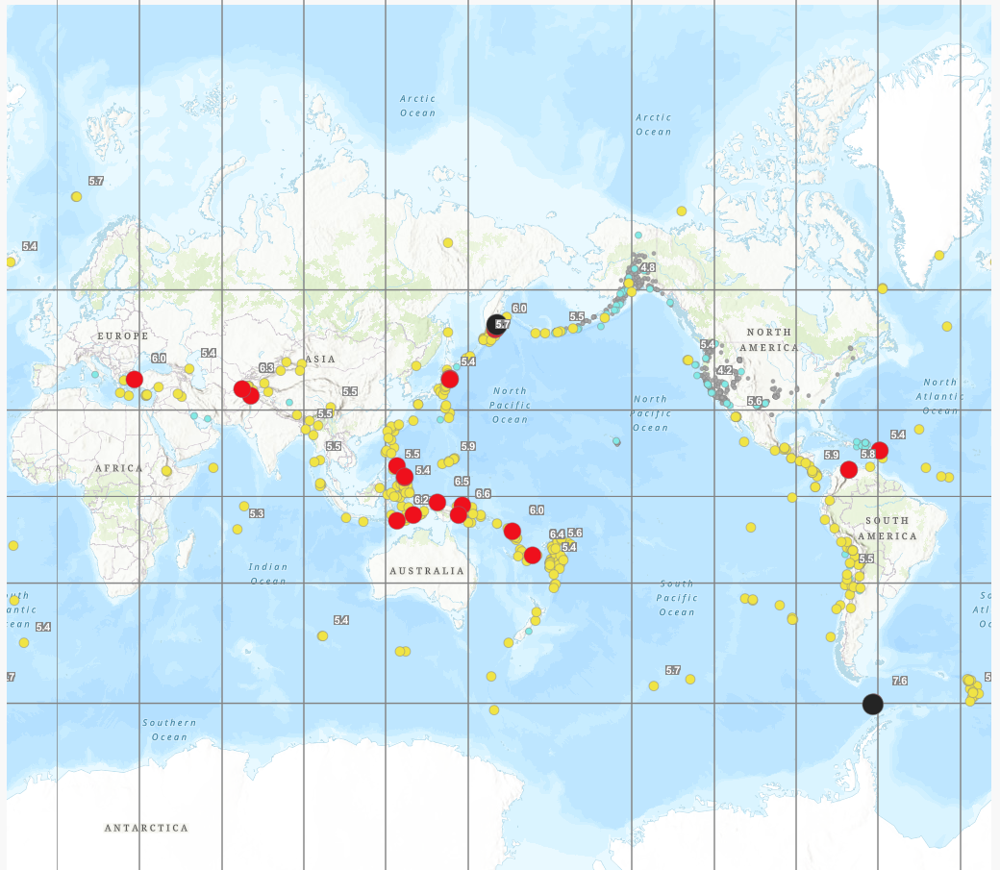 Arctic
Ocean
Arctic
Ocean
5.7
5.4
4.8
6.0
5.7
5.5
EUROPE
ASIA
NORTH
AMERICA
6.0
5.4
6.3
5.4
5.4
4.2
5.6
5.5
5.5
North
Pacific
Ocean
North
Pacific
Ocean
North
Atlantic
Ocean
5.5
5.9
5.4
5.9
5.8
AFRICA
5.5
5.4
6.5
6.6
6.2
6.0
5.3
SOUTH
AMERICA
6.4
5.6
5.4
5.5
Indian
Ocean
AUSTRALIA
South
Pacific
Ocean
5.4
5.4
5.7
7.6
Southern
Ocean
ANTARCTICA